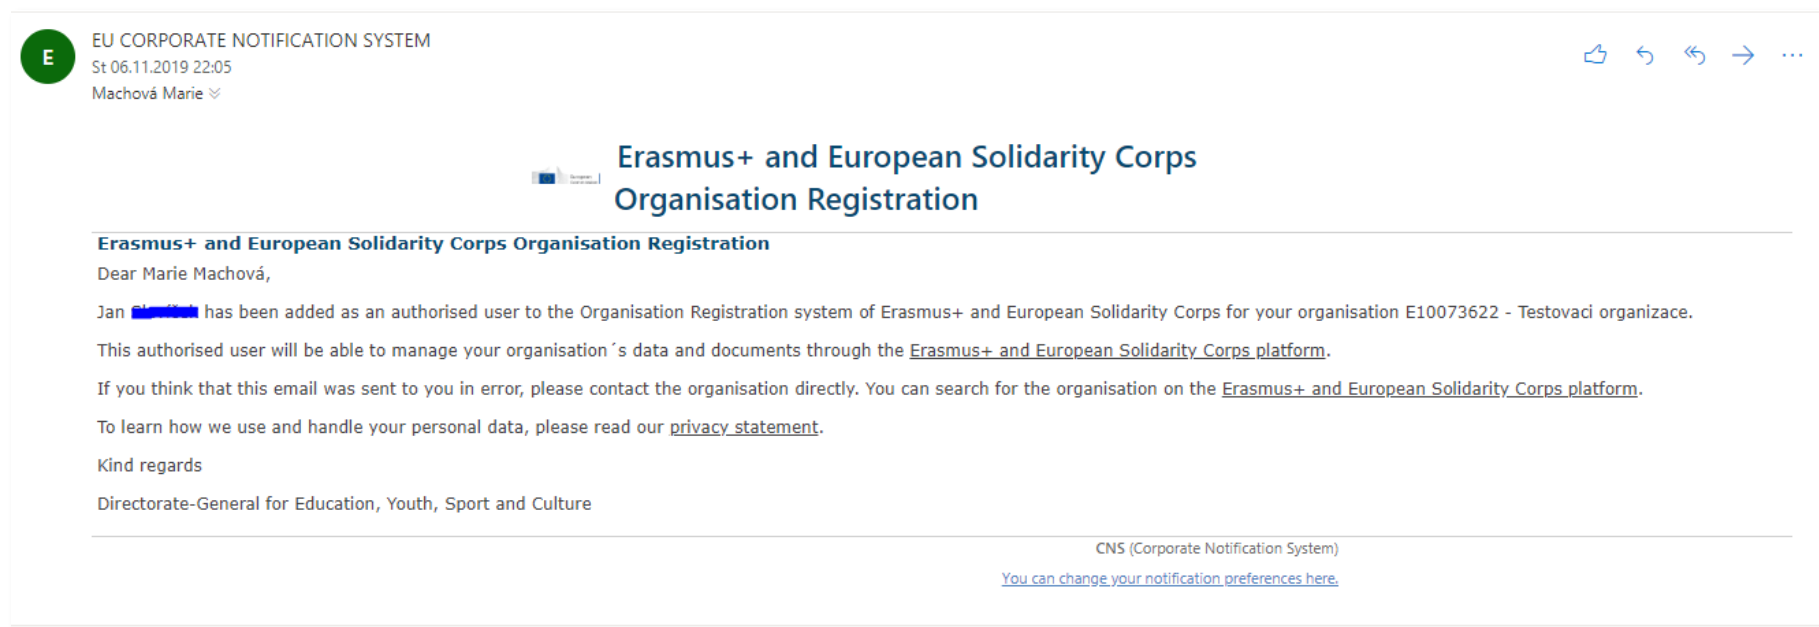 E
EU CORPORATE NOTIFICATION SYSTEM
St 06.11.2019 22:05
Machová Marie
Erasmus+ and European Solidarity Corps
Organisation Registration
European
Erasmus+ and European Solidarity Corps Organisation Registration
Dear Marie Machová,
Jan has been added as an authorised user to the Organisation Registration system of Erasmus+ and European Solidarity Corps for your organisation E10073622 - Testovaci organizace.
This authorised user will be able to manage your organisation´s data and documents through the Erasmus+ and European Solidarity Corps platform.
If you think that this email was sent to you in error, please contact the organisation directly. You can search for the organisation on the Erasmus+ and European Solidarity Corps platform.
To learn how we use and handle your personal data, please read our privacy statement.
Kind regards
Directorate-General for Education, Youth, Sport and Culture
CNS (Corporate Notification System)
You can change your notification preferences here.